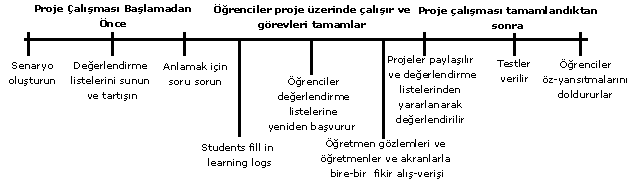 Proje Çalışması Başlamadan
Önce
Öğrenciler proje üzerinde çalışır ve
görevleri tamamlar
Proje çalışması tamamlandıktan
sonra
Senaryo
oluşturun
Değerlendirme
listelerini sunun
ve tartışın
Anlamak için
soru sorun
Students fill in
learning logs
Öğrenciler
değerlendirme
listelerine
yeniden başvurur
Öğretmen gözlemleri ve
öğretmenler ve akranlarla
bire-bir fikir alış-verişi
Projeler paylaşılır
ve değerlendirme
listelerinden
yararlanarak
değerlendirilir
Testler
verilir
Öğrenciler
öz-yansıtmalarını
doldururlar